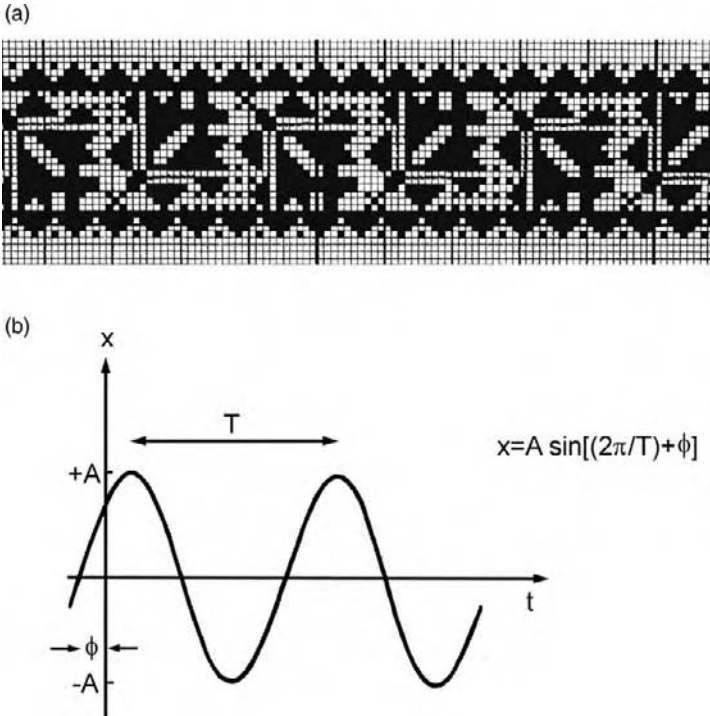 (a)
(b)
x
T
x=A sin[(2π/T)+ϕ]
+A
t
ϕ
-A